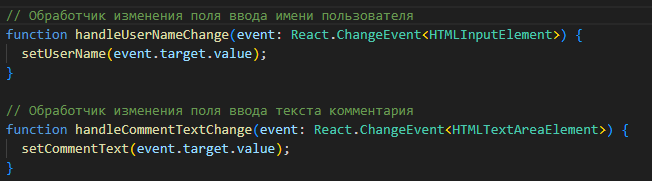 // Обработчик изменения поля ввода имени пользователя
function handleUserNameChange(event: React.ChangeEvent<HTMLInputElement>) {
  setUserName(event.target.value);
}

// Обработчик изменения поля ввода текста комментария
function handleCommentTextChange(event: React.ChangeEvent<HTMLTextAreaElement>) {
  setCommentText(event.target.value);
}